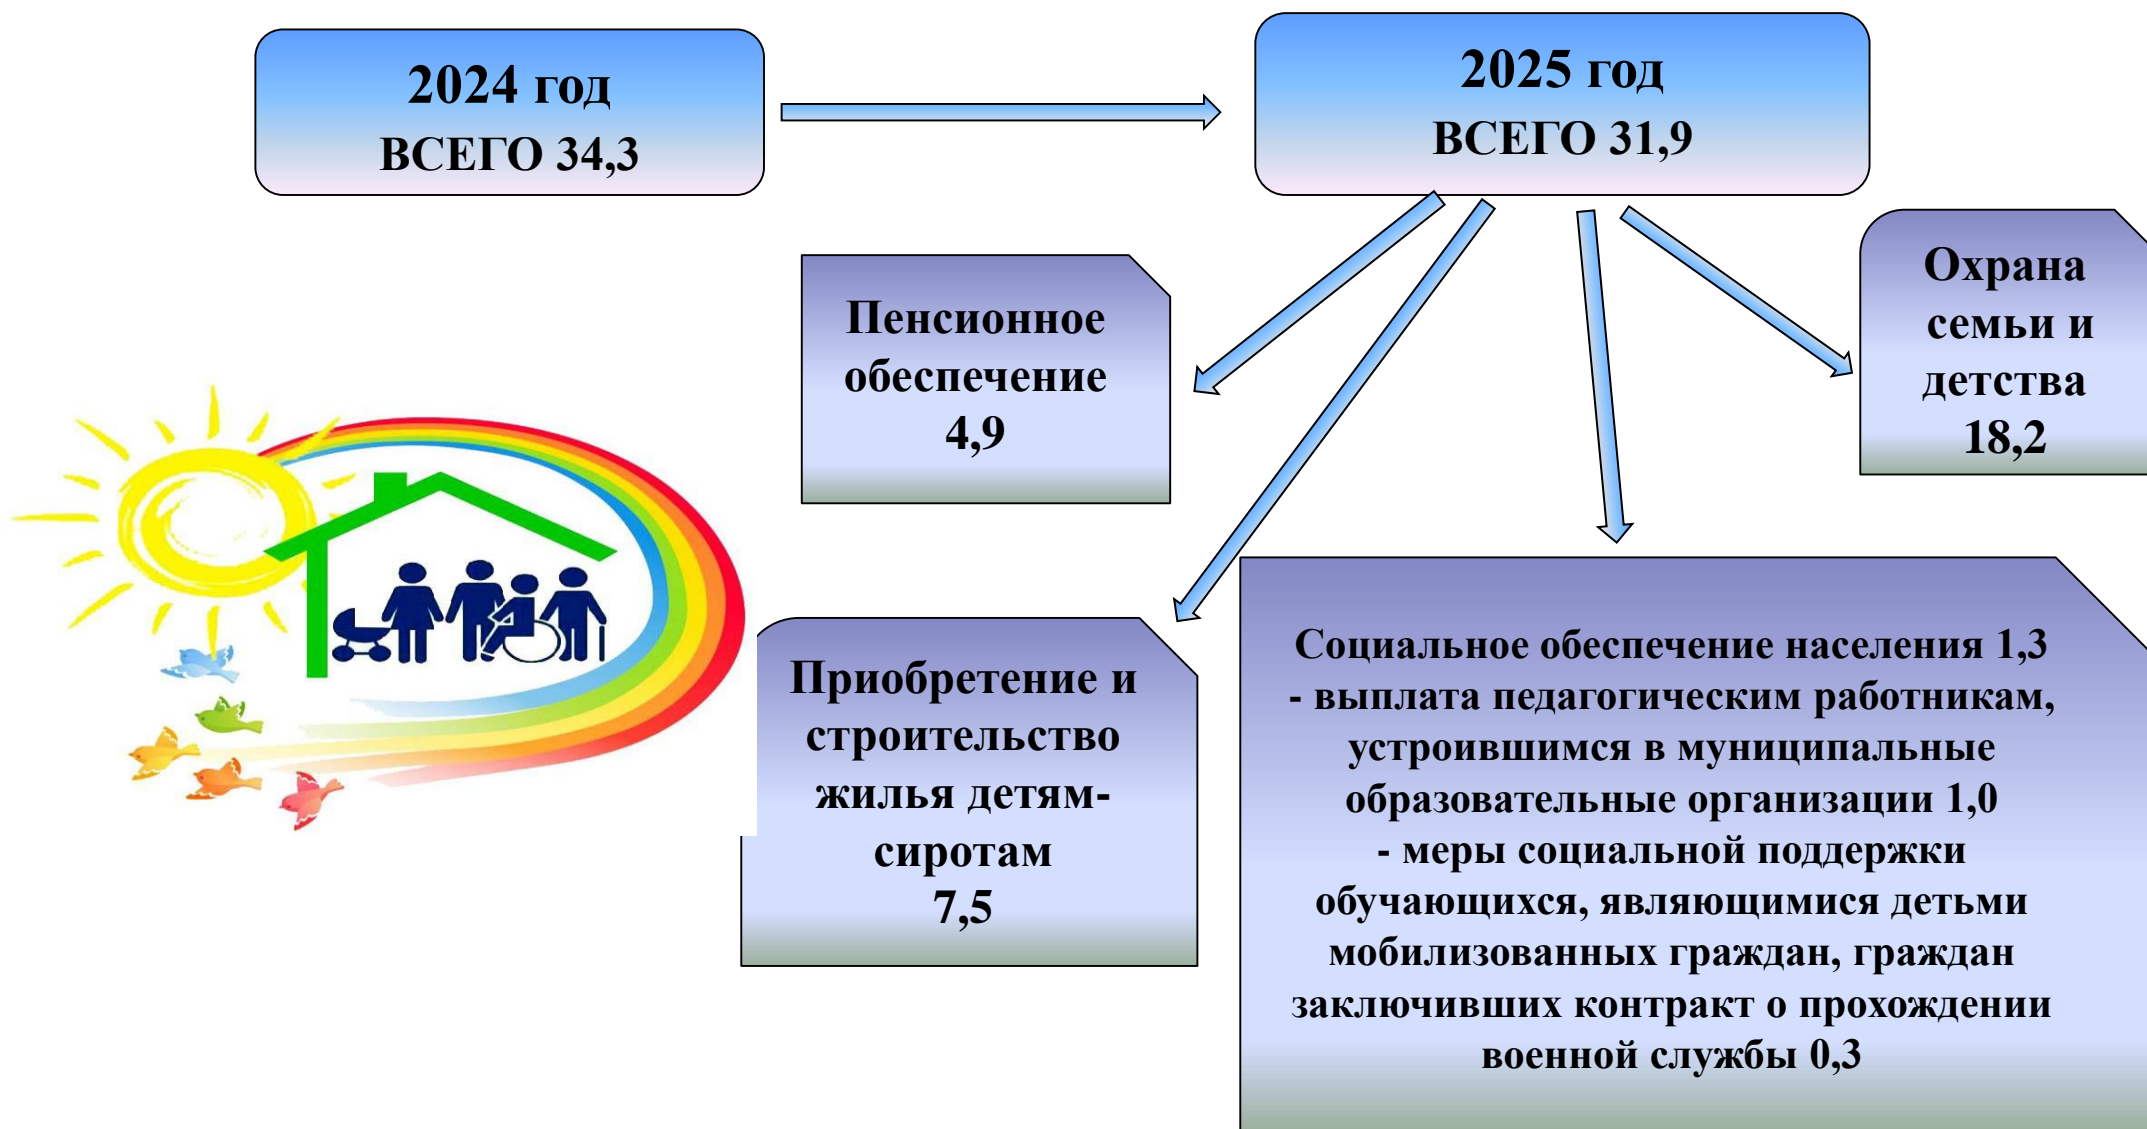 2024 год
ВСЕГО 34,3
2025 год
ВСЕГО 31,9
Пенсионное
обеспечение
4,9
Охрана
семьи и
детства
18,2
Приобретение и
строительство
жилья детям-
сиротам
7,5
Социальное обеспечение населения 1,3
- выплата педагогическим работникам,
устроившимся в муниципальные
образовательные организации 1,0
- меры социальной поддержки
обучающихся, являющимися детьми
мобилизованных граждан, граждан
заключивших контракт о прохождении
военной службы 0,3